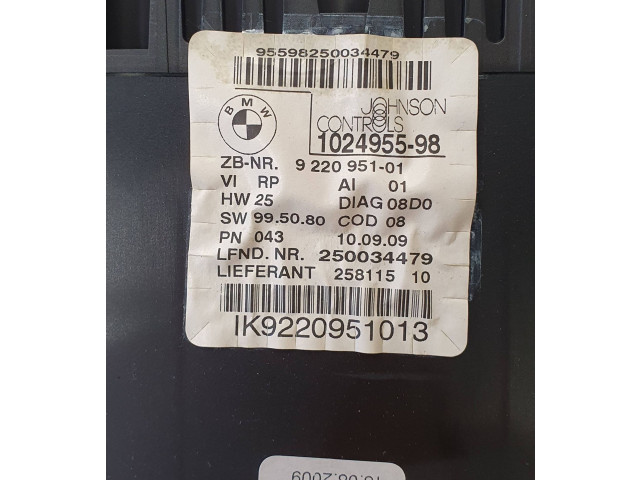 95598250034479
BMW
JOHNSON
CONTROLS
1024955-98
ZB-NR. 9 220 951-01
VI RP AI 01
HW 25 DIAG 08D0
SW 99.50.80 COD 08
PN 043 10.09.09
LFND. NR. 250034479
LIEFERANT 258115 10
IK9220951013